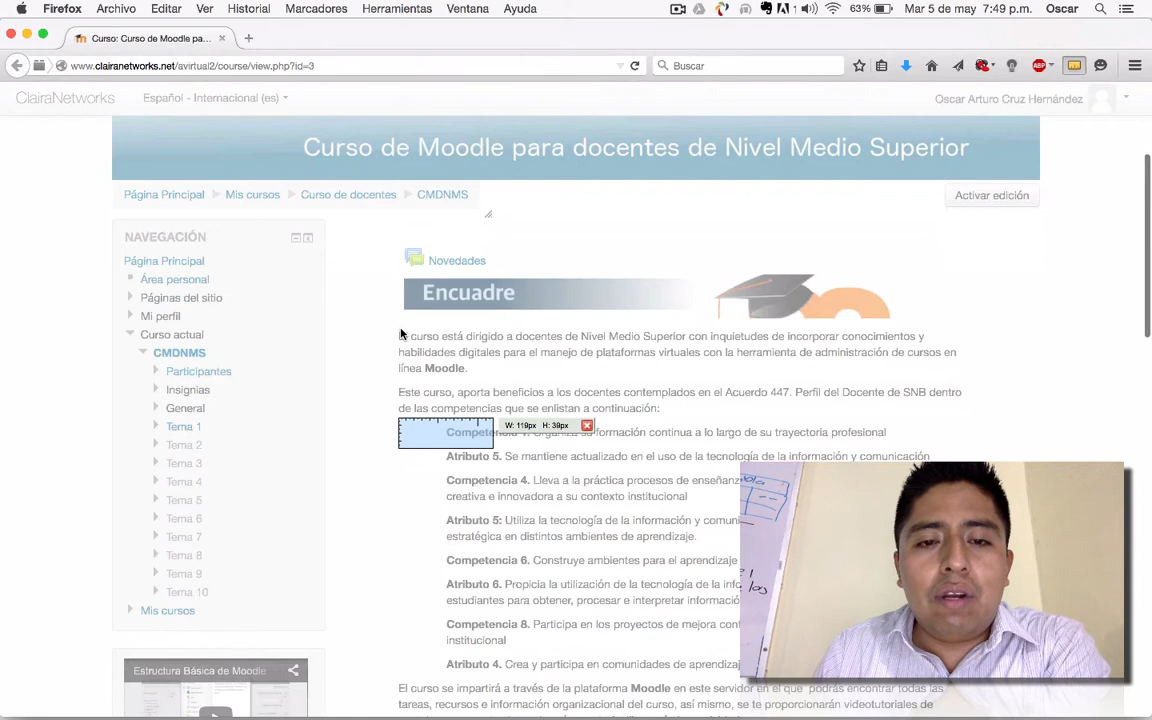 Firefox Archivo Editar Ver Historial Marcadores Herramientas Ventana Ayuda 1 63% Mar 5 de may 7:49 p.m. Oscar
Curso: Curso de Moodle pa...
www.clairanetworks.net/avirtual2/course/view.php?id=3 Buscar ABP
ClairaNetworks Español - Internacional (es) Oscar Arturo Cruz Hernández
Curso de Moodle para docentes de Nivel Medio Superior
Página Principal Mis cursos Curso de docentes CMDNMS Activar edición
NAVEGACIÓN
Página Principal
Área personal
Páginas del sitio
Mi perfil
Curso actual
CMDNMS
Participantes
Insignias
General
Tema 1
Tema 2
Tema 3
Tema 4
Tema 5
Tema 6
Tema 7
Tema 8
Tema 9
Tema 10
Mis cursos
Estructura Básica de Moodle
Novedades
Encuadre
curso está dirigido a docentes de Nivel Medio Superior con inquietudes de incorporar conocimientos y
habilidades digitales para el manejo de plataformas virtuales con la herramienta de administración de cursos en
línea Moodle.
Este curso, aporta beneficios a los docentes contemplados en el Acuerdo 447. Perfil del Docente de SNB dentro
de las competencias que se enlistan a continuación:
W: 119px H: 39px
Competencia 1. Organiza su formación continua a lo largo de su trayectoria profesional
Atributo 5. Se mantiene actualizado en el uso de la tecnología de la información y comunicación
Competencia 4. Lleva a la práctica procesos de enseñanz
creativa e innovadora a su contexto institucional
Atributo 5: Utiliza la tecnología de la información y comuni
estratégica en distintos ambientes de aprendizaje.
Competencia 6. Construye ambientes para el aprendizaje
Atributo 6. Propicia la utilización de la tecnología de la info
estudiantes para obtener, procesar e interpretar informació
Competencia 8. Participa en los proyectos de mejora cont
institucional
Atributo 4. Crea y participa en comunidades de aprendizaj
El curso se impartirá a través de la plataforma Moodle en este servidor en el que podrás encontrar todas las
tareas, recursos e información organizacional del curso, así mismo, se te proporcionarán videotutoriales de